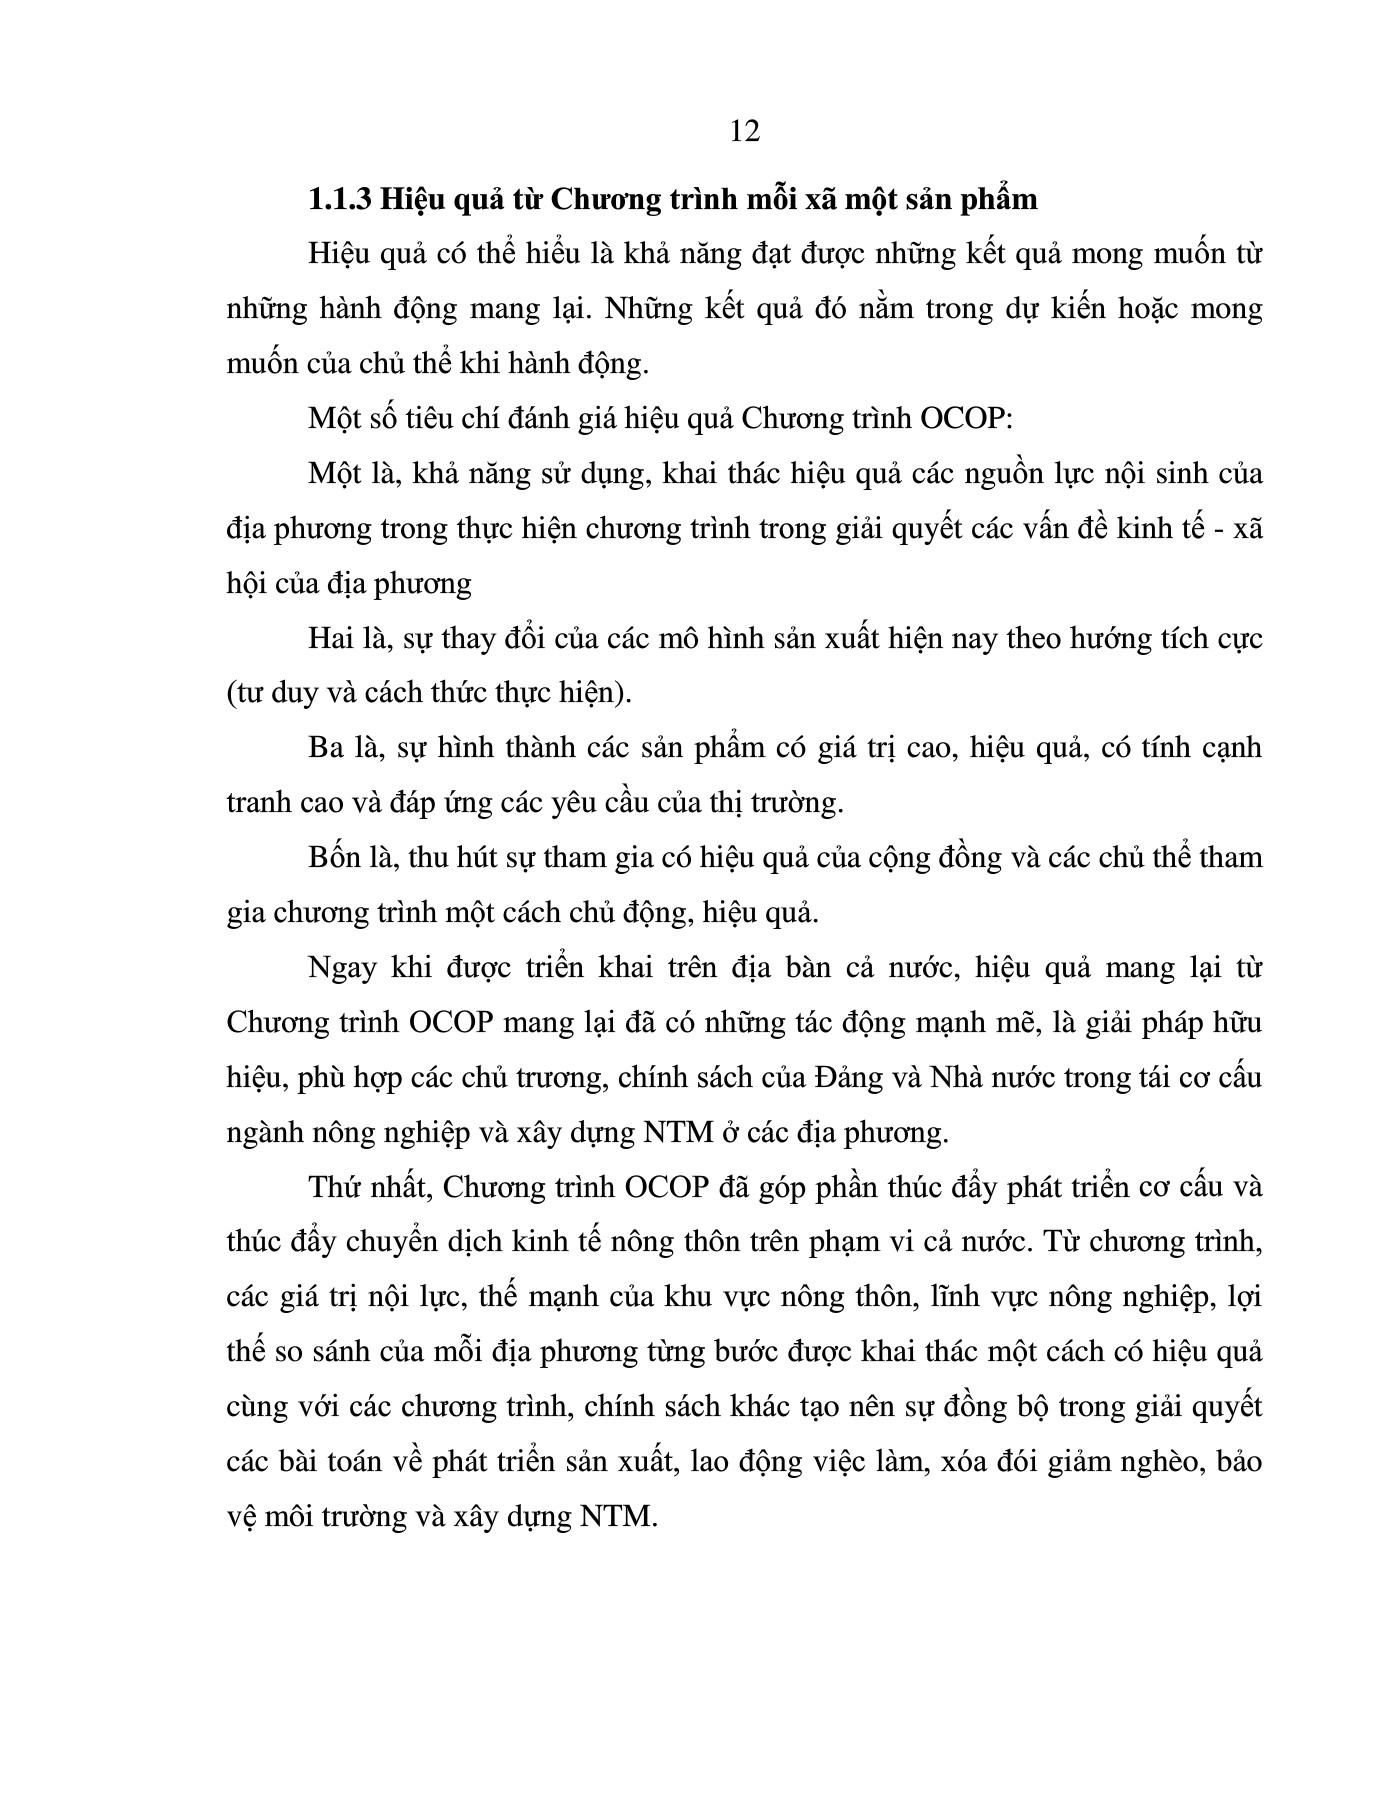 12
1.1.3 Hiệu quả từ Chương trình mỗi xã một sản phẩm
Hiệu quả có thể hiểu là khả năng đạt được những kết quả mong muốn từ
những hành động mang lại. Những kết quả đó nằm trong dự kiến hoặc mong
muốn của chủ thể khi hành động.
Một số tiêu chí đánh giá hiệu quả Chương trình OCOP:
Một là, khả năng sử dụng, khai thác hiệu quả các nguồn lực nội sinh của
địa phương trong thực hiện chương trình trong giải quyết các vấn đề kinh tế - xã
hội của địa phương
Hai là, sự thay đổi của các mô hình sản xuất hiện nay theo hướng tích cực
(tư duy và cách thức thực hiện).
Ba là, sự hình thành các sản phẩm có giá trị cao, hiệu quả, có tính cạnh
tranh cao và đáp ứng các yêu cầu của thị trường.
Bốn là, thu hút sự tham gia có hiệu quả của cộng đồng và các chủ thể tham
gia chương trình một cách chủ động, hiệu quả.
Ngay khi được triển khai trên địa bàn cả nước, hiệu quả mang lại từ
Chương trình OCOP mang lại đã có những tác động mạnh mẽ, là giải pháp hữu
hiệu, phù hợp các chủ trương, chính sách của Đảng và Nhà nước trong tái cơ cấu
ngành nông nghiệp và xây dựng NTM ở các địa phương.
Thứ nhất, Chương trình OCOP đã góp phần thúc đẩy phát triển cơ cấu và
thúc đẩy chuyển dịch kinh tế nông thôn trên phạm vi cả nước. Từ chương trình,
các giá trị nội lực, thế mạnh của khu vực nông thôn, lĩnh vực nông nghiệp, lợi
thế so sánh của mỗi địa phương từng bước được khai thác một cách có hiệu quả
cùng với các chương trình, chính sách khác tạo nên sự đồng bộ trong giải quyết
các bài toán về phát triển sản xuất, lao động việc làm, xóa đói giảm nghèo, bảo
vệ môi trường và xây dựng NTM.